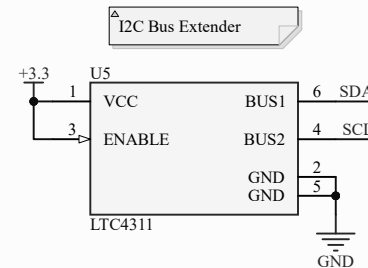 I2C Bus Extender
+3.3
U5
1 VCC
3 ENABLE
BUS1 6 SDA
BUS2 4
GND 2
GND 5
LTC4311
GND